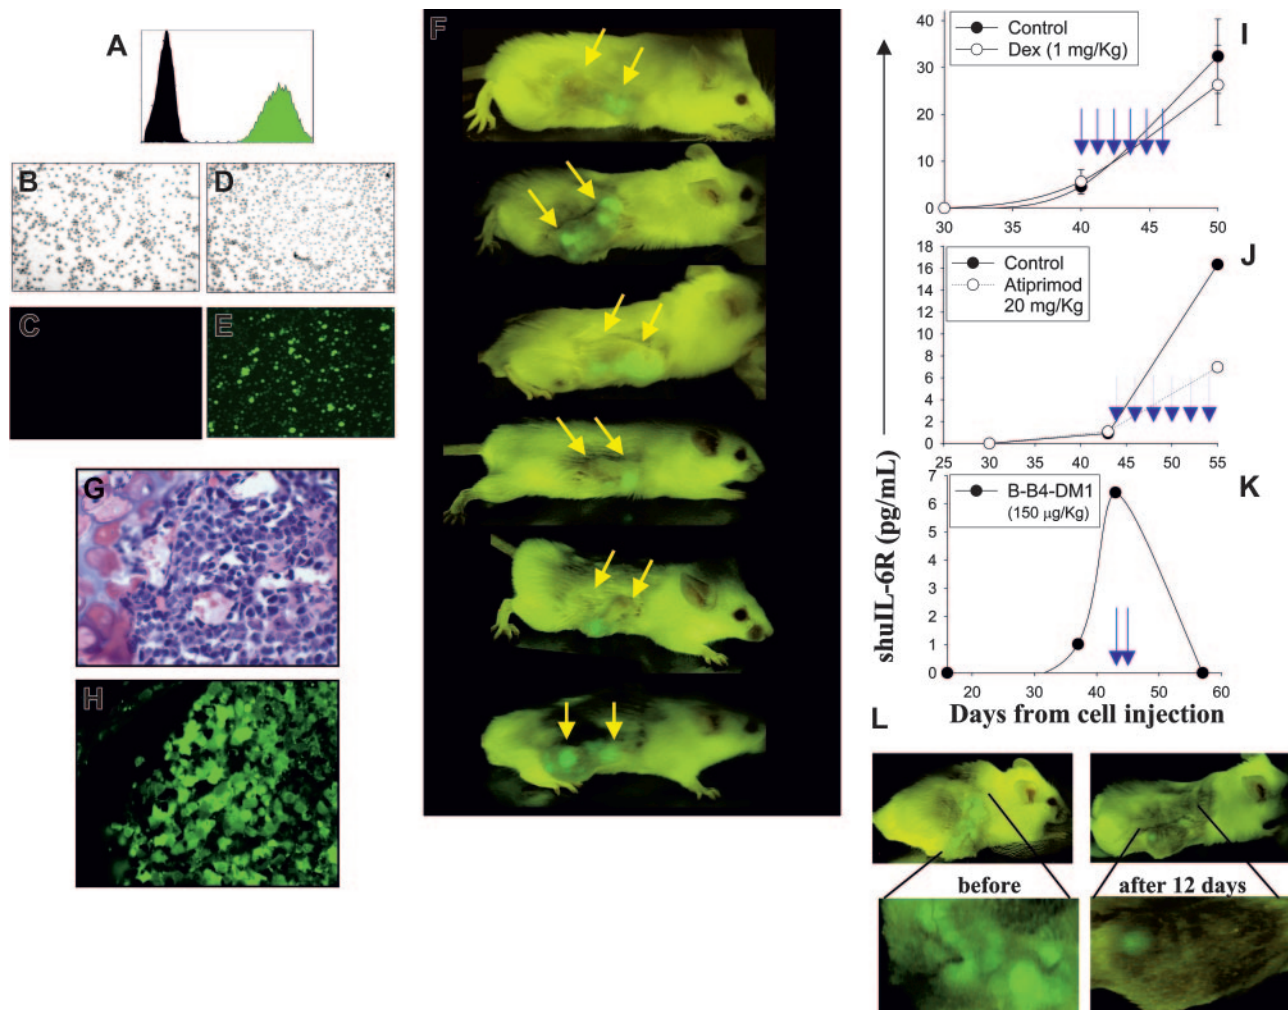 A
B
D
C
E
F
G
H
I
Control
Dex (1 mg/Kg)
40
30
20
10
0
30
35
40
45
50
J
Control
Atiprimod
20 mg/Kg
18
16
14
12
10
8
6
4
2
0
25
30
35
40
45
50
55
K
B-B4-DM1
(150 µg/Kg)
7
6
5
4
3
2
1
0
20
30
40
50
60
shuIL-6R (pg/mL)
Days from cell injection
L
before
after 12 days